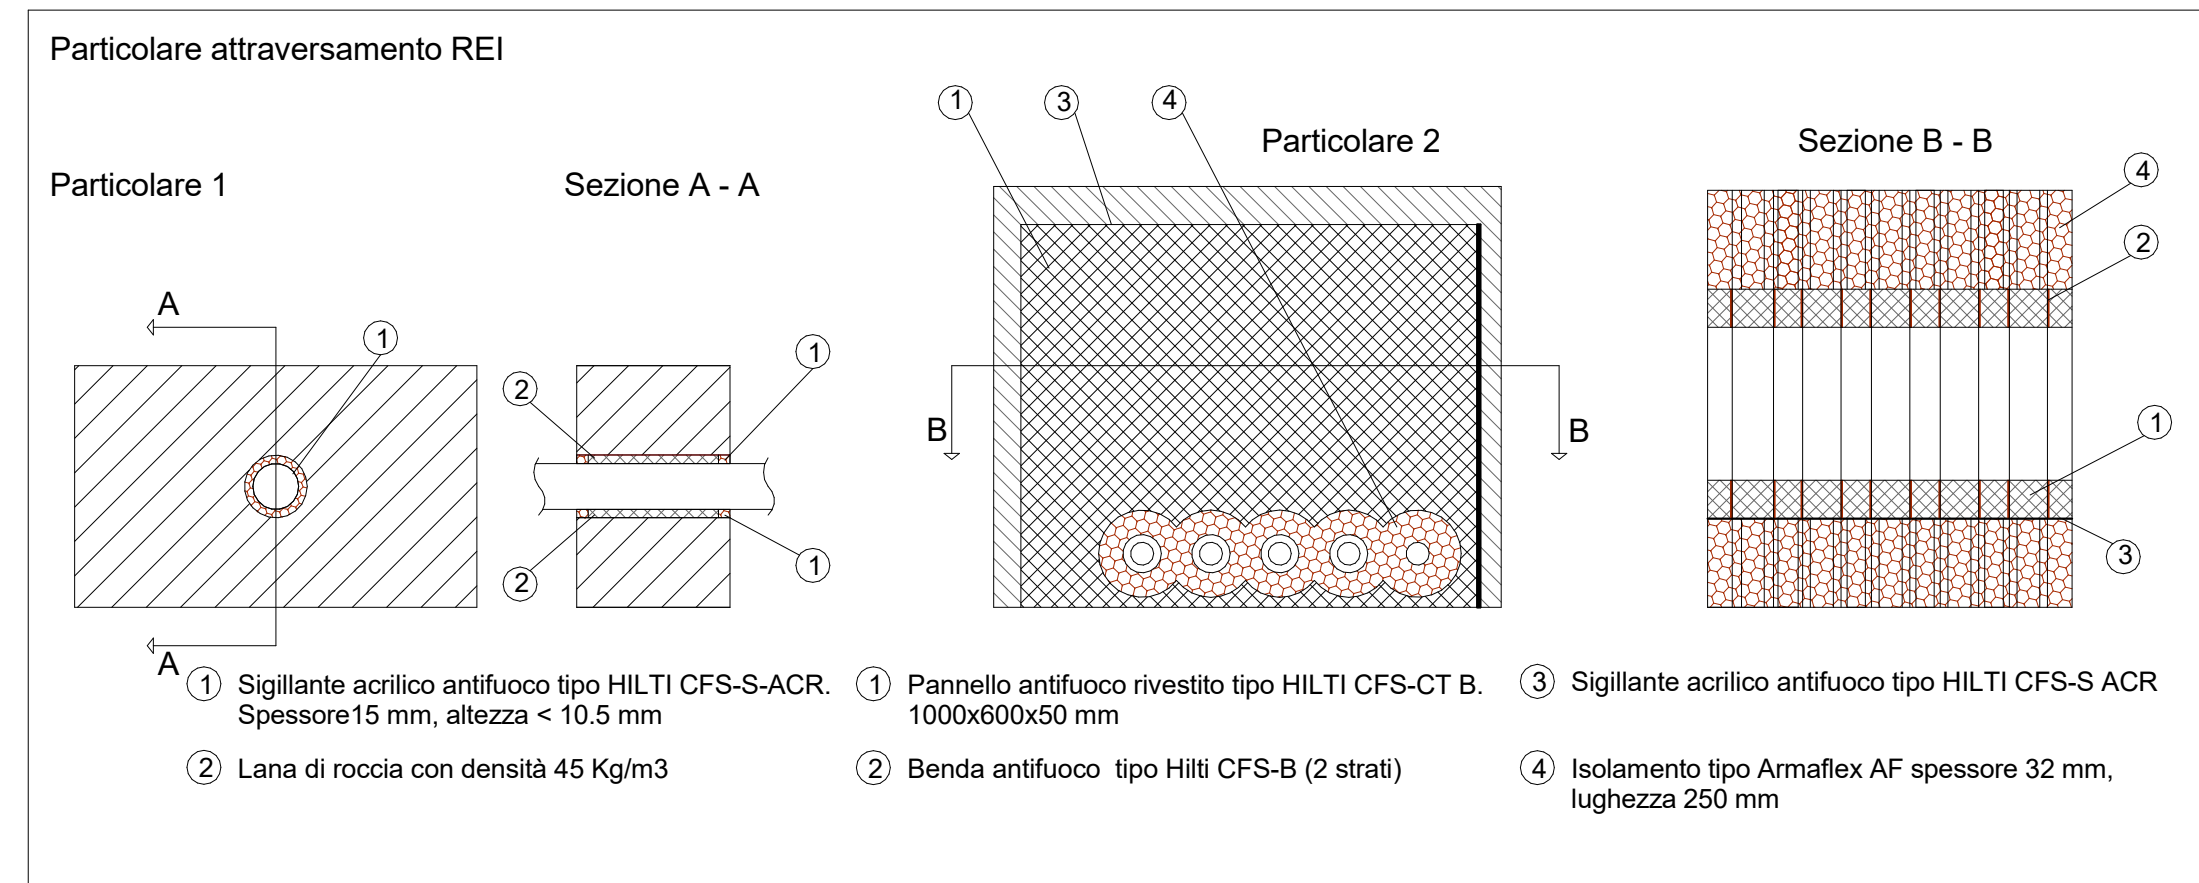 Particolare attraversamento REI
1
3
4
Particolare 2
Sezione B - B
4
Particolare 1
Sezione A - A
2
A
1
1
2
B
B
1
3
2
1
A
1 Sigillante acrilico antifuoco tipo HILTI CFS-S-ACR.
Spessore15 mm, altezza < 10.5 mm
2 Lana di roccia con densità 45 Kg/m3
1 Pannello antifuoco rivestito tipo HILTI CFS-CT B.
1000x600x50 mm
2 Benda antifuoco tipo Hilti CFS-B (2 strati)
3 Sigillante acrilico antifuoco tipo HILTI CFS-S ACR
4 Isolamento tipo Armaflex AF spessore 32 mm,
lughezza 250 mm